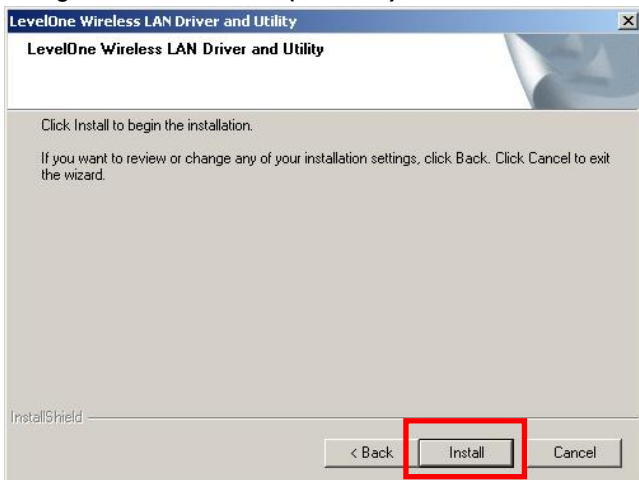 LevelOne Wireless LAN Driver and Utility
LevelOne Wireless LAN Driver and Utility
Click Install to begin the installation.
If you want to review or change any of your installation settings, click Back. Click Cancel to exit
the wizard.
InstallShield
< Back Install Cancel